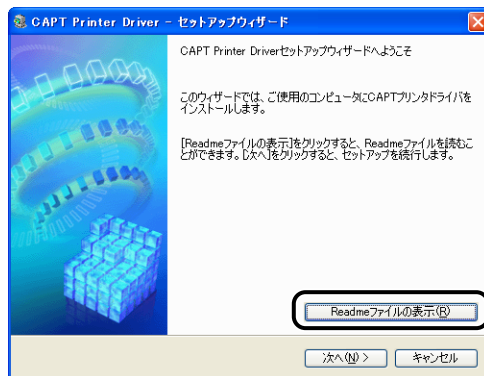 CAPT Printer Driver - セットアップウィザード
CAPT Printer Driverセットアップウィザードへようこそ
このウィザードでは、ご使用のコンピュータにCAPTプリンタドライバを
インストールします。
[Readmeファイルの表示]をクリックすると、Readmeファイルを読むこ
とができます。[次へ]をクリックすると、セットアップを続行します。
Readmeファイルの表示(R)
次へ(N) >
キャンセル